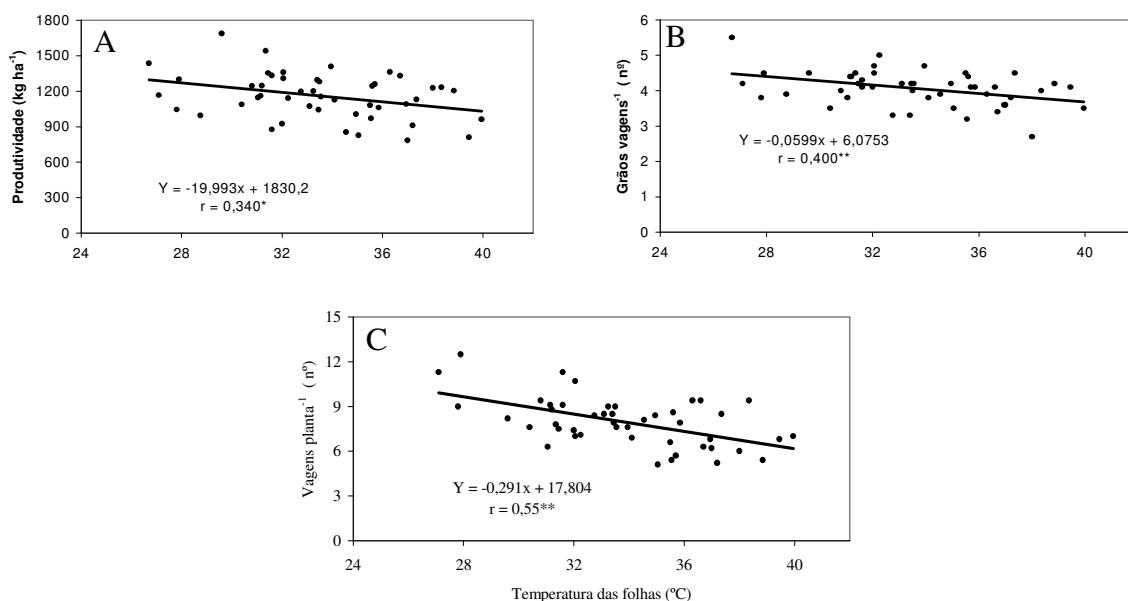 A
Produtividade (kg ha-1)
1800
1500
1200
900
600
300
0
Y = -19,993x + 1830,2
r = 0,340*
24 28 32 36 40
B
Grãos vagens-1 ( nº)
6
5
4
3
2
1
0
Y = -0,0599x + 6,0753
r = 0,400**
24 28 32 36 40
C
Vagens planta-1 ( nº)
15
12
9
6
3
0
Y = -0,291x + 17,804
r = 0,55**
24 28 32 36 40
Temperatura das folhas (ºC)